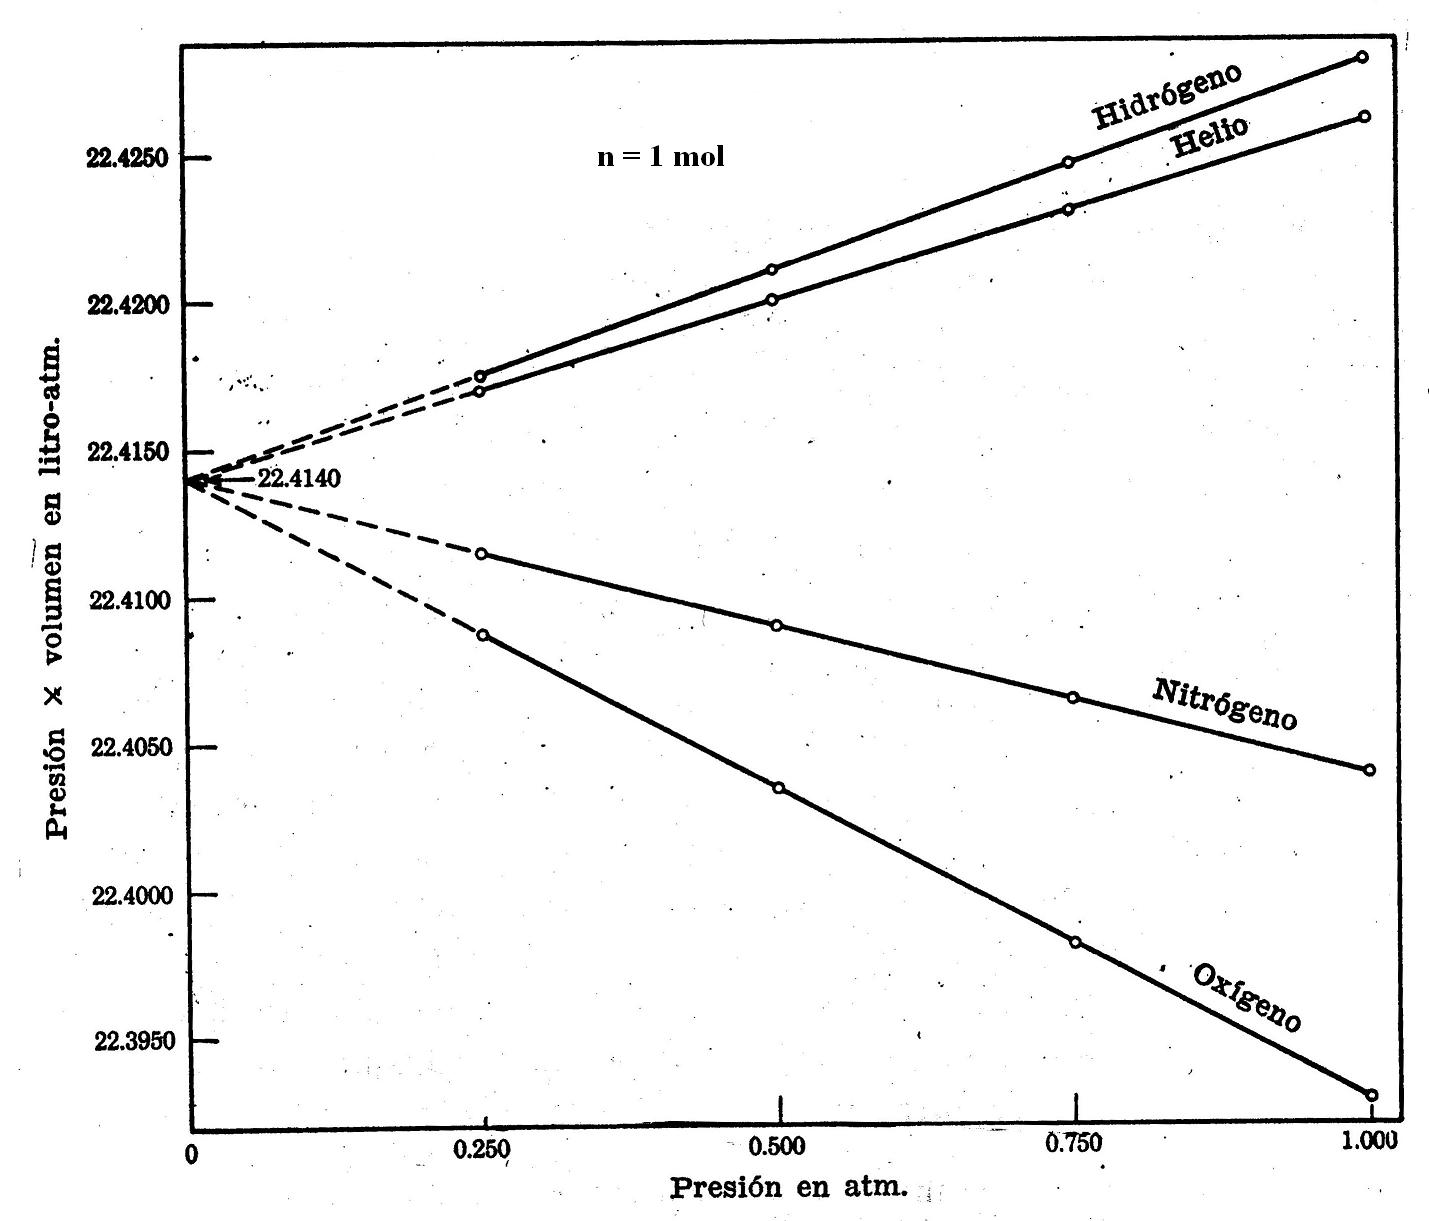 Hidrógeno
Helio
n = 1 mol
22.4250
22.4200
22.4150
22.4140
22.4100
22.4050
22.4000
22.3950
Nitrógeno
Oxígeno
Presión × volumen en litro-atm.
0
0.250
0.500
0.750
1.000
Presión en atm.